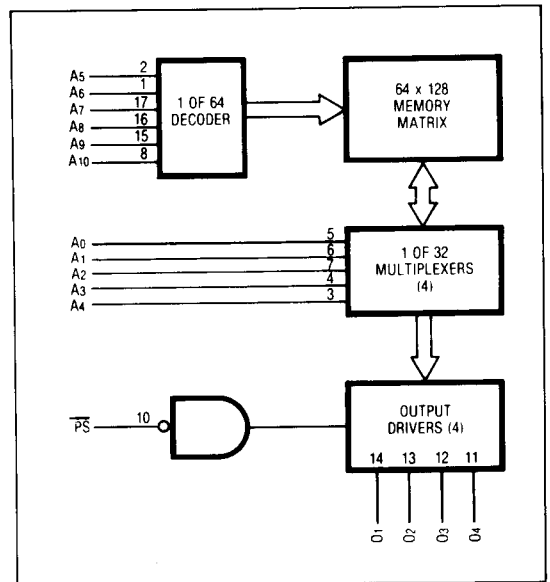 A5 2
A6 1
A7 17
A8 16
A9 15
A10 8
1 OF 64
DECODER
64 x 128
MEMORY
MATRIX
A0 5
A1 6
A2 7
A3 4
A4 3
1 OF 32
MULTIPLEXERS
(4)
PS 10
OUTPUT
DRIVERS (4)
14 13 12 11
O1 O2 O3 O4